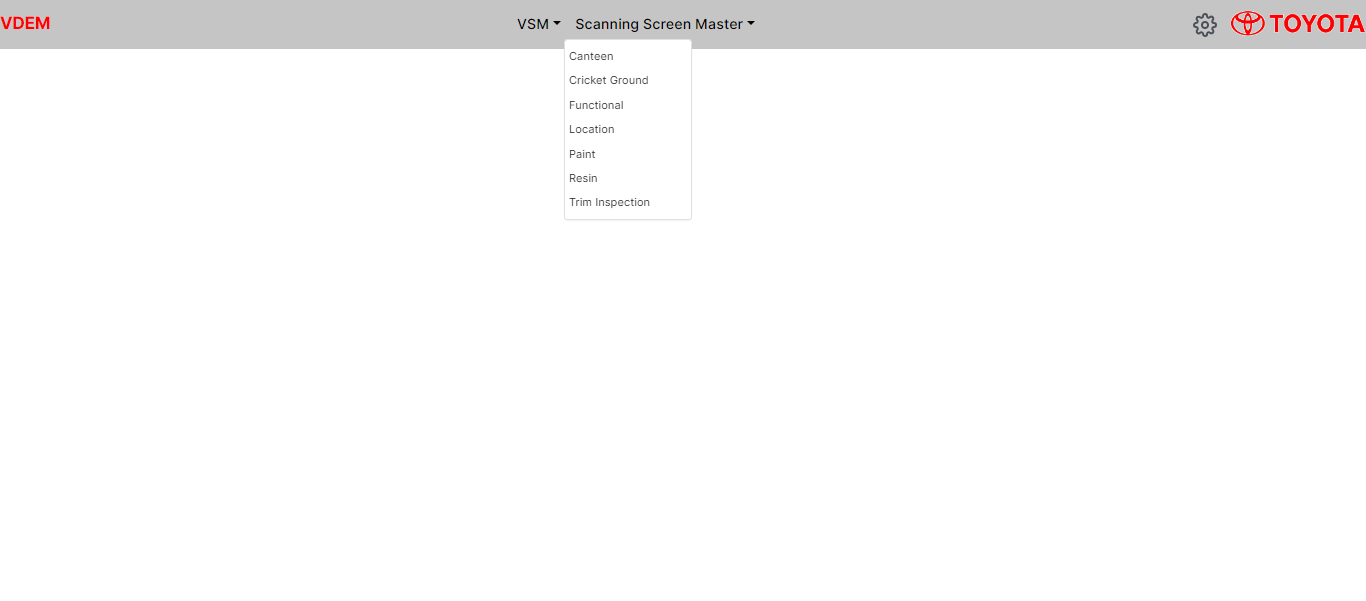 VDEM
VSM
Scanning Screen Master
TOYOTA
Canteen
Cricket Ground
Functional
Location
Paint
Resin
Trim Inspection